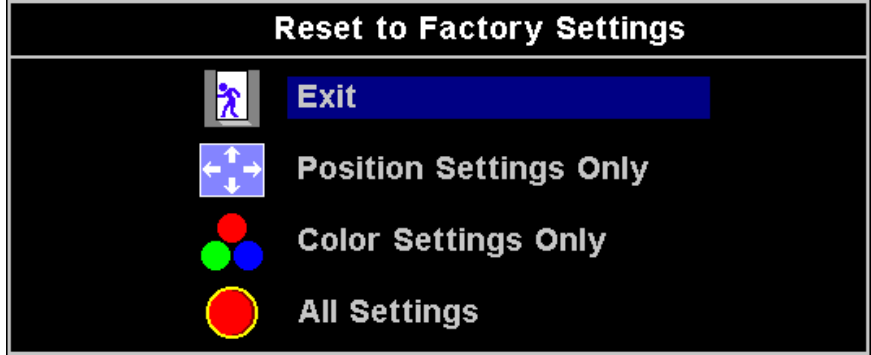 Reset to Factory Settings
Exit
Position Settings Only
Color Settings Only
All Settings